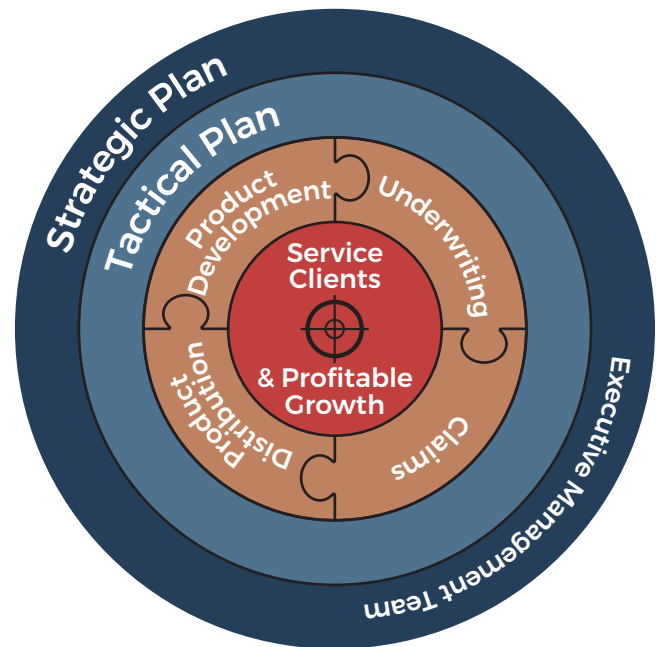 Strategic Plan
Tactical Plan
Product
Development
Underwriting
Service
Clients
& Profitable
Growth
Product
Distribution
Claims
Executive Management Team